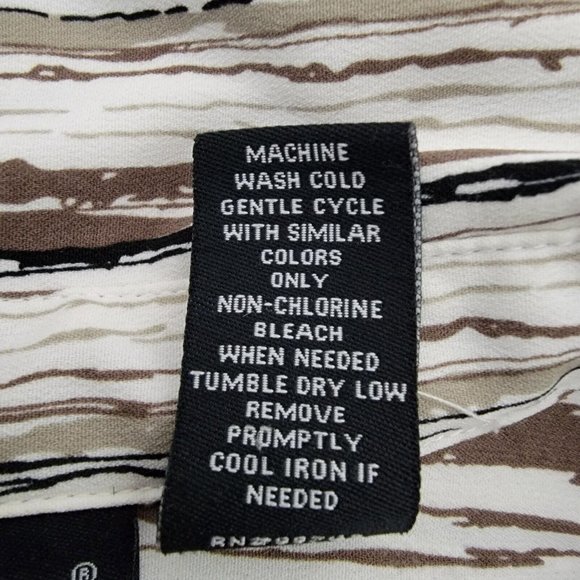 MACHINE
WASH COLD
GENTLE CYCLE
WITH SIMILAR
COLORS
ONLY
NON-CHLORINE
BLEACH
WHEN NEEDED
TUMBLE DRY LOW
REMOVE
PROMPTLY
COOL IRON IF
NEEDED
®